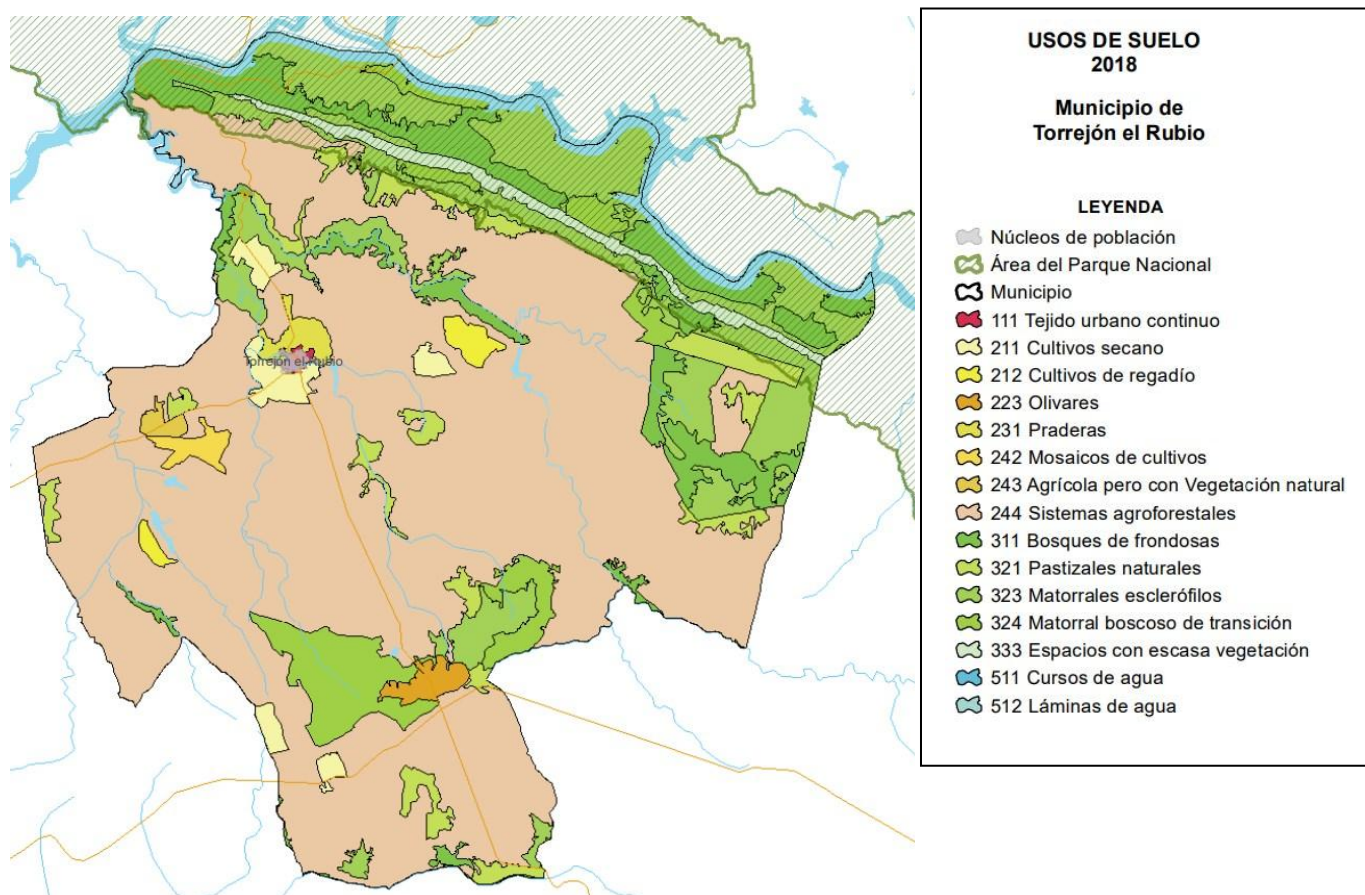 Torrejón el Rubio
USOS DE SUELO
2018
Municipio de
Torrejón el Rubio
LEYENDA
Núcleos de población
Área del Parque Nacional
Municipio
111 Tejido urbano continuo
211 Cultivos secano
212 Cultivos de regadío
223 Olivares
231 Praderas
242 Mosaicos de cultivos
243 Agrícola pero con Vegetación natural
244 Sistemas agroforestales
311 Bosques de frondosas
321 Pastizales naturales
323 Matorrales esclerófilos
324 Matorral boscoso de transición
333 Espacios con escasa vegetación
511 Cursos de agua
512 Láminas de agua